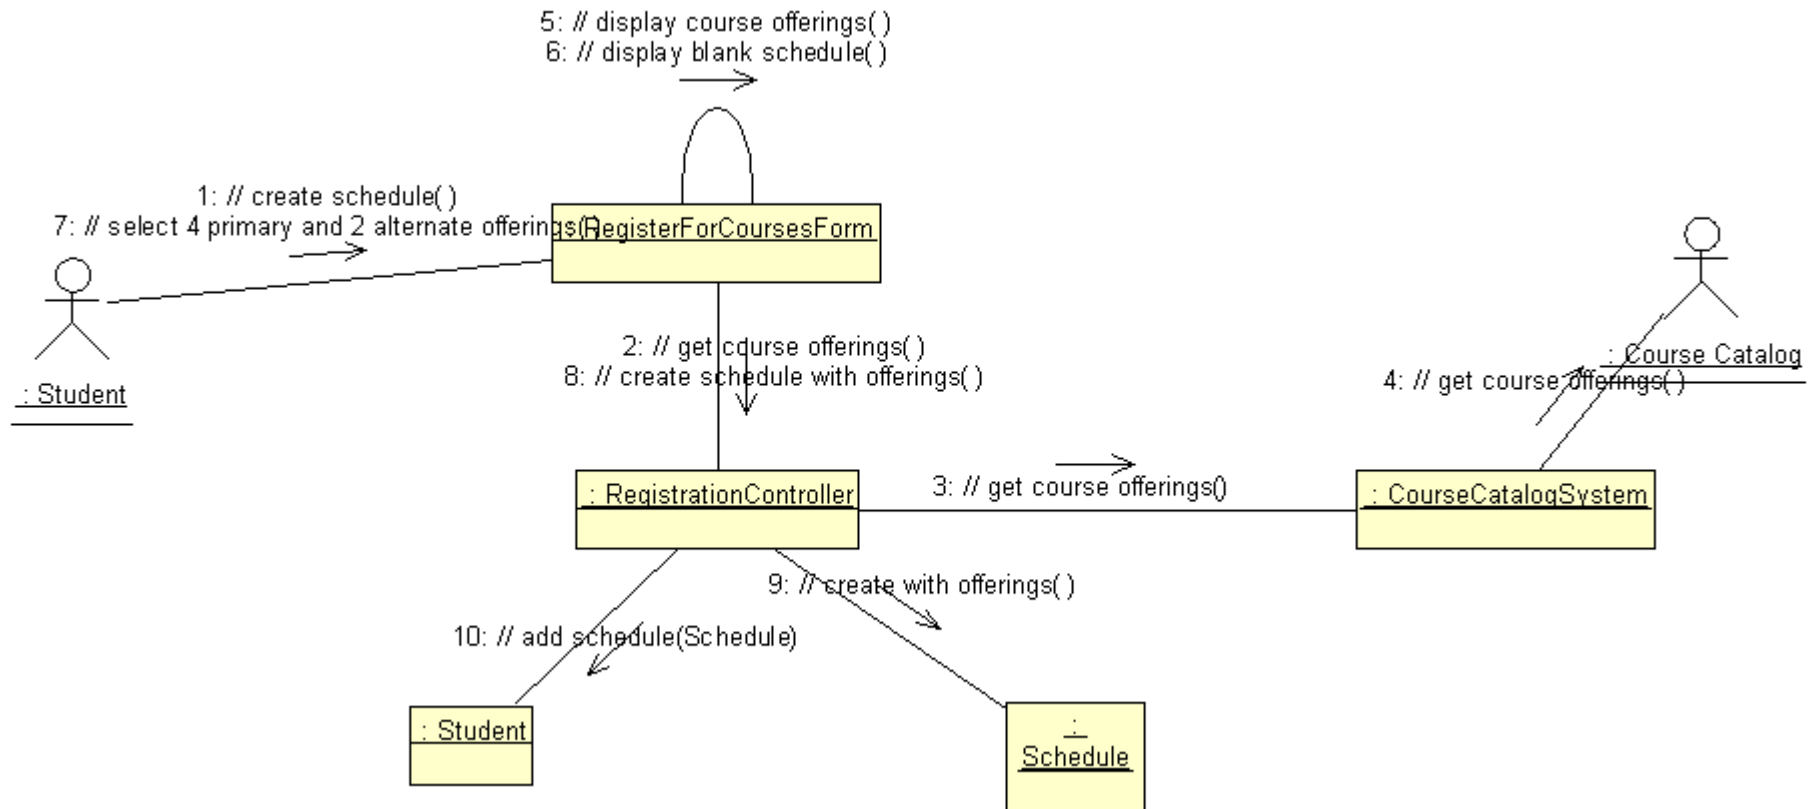 5: // display course offerings( )
6: // display blank schedule( )
1: // create schedule( )
7: // select 4 primary and 2 alternate offerings( )
RegisterForCoursesForm
: Student
2: // get course offerings( )
8: // create schedule with offerings( )
: Course Catalog
4: // get course offerings( )
: RegistrationController
3: // get course offerings()
: CourseCatalogSystem
9: // create with offerings( )
10: // add schedule(Schedule)
: Student
:
Schedule